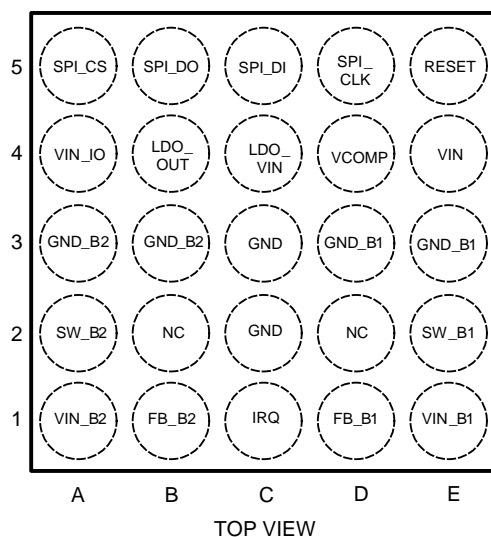 5 SPI_CS SPI_DO SPI_DI SPI_ CLK RESET
4 VIN_IO LDO_ OUT LDO_ VIN VCOMP VIN
3 GND_B2 GND_B2 GND GND_B1 GND_B1
2 SW_B2 NC GND NC SW_B1
1 VIN_B2 FB_B2 IRQ FB_B1 VIN_B1
A B C D E
TOP VIEW